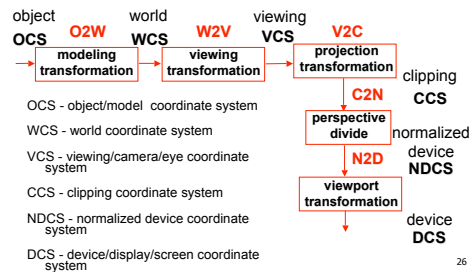 object O2W world W2V viewing V2C
OCS WCS VCS
modeling transformation
viewing transformation
projection transformation
clipping
CCS
C2N
OCS - object/model coordinate system
perspective divide
WCS - world coordinate system
normalized
device
NDCS
N2D
VCS - viewing/camera/eye coordinate
system
viewport transformation
CCS - clipping coordinate system
NDCS - normalized device coordinate
system
device
DCS
DCS - device/display/screen coordinate
system
26